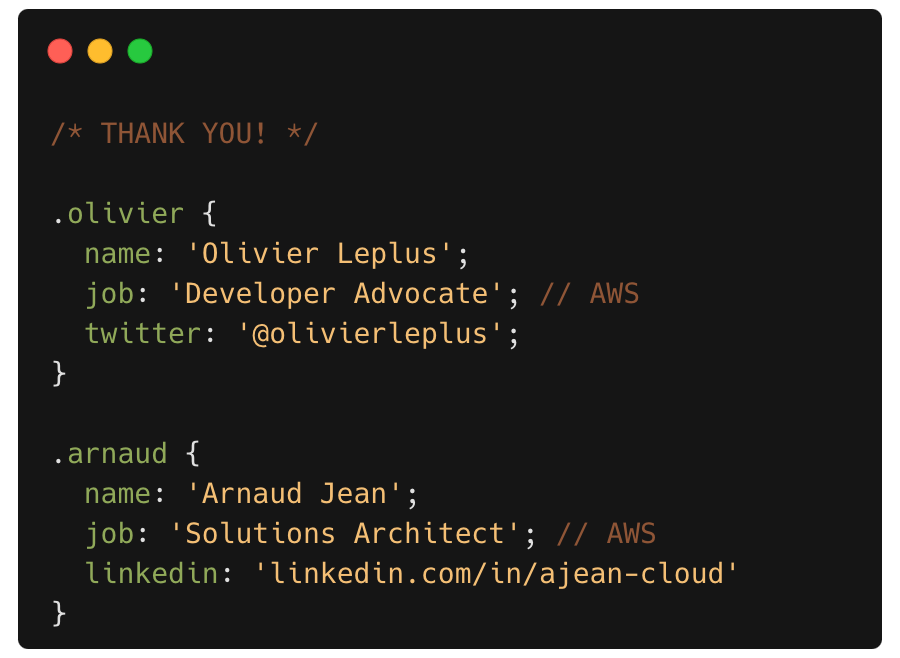 /* THANK YOU! */
.olivier {
name: 'Olivier Leplus';
job: 'Developer Advocate'; // AWS
twitter: '@olivierleplus';
}
.arnaud {
name: 'Arnaud Jean';
job: 'Solutions Architect'; // AWS
linkedin: 'linkedin.com/in/ajean-cloud'
}